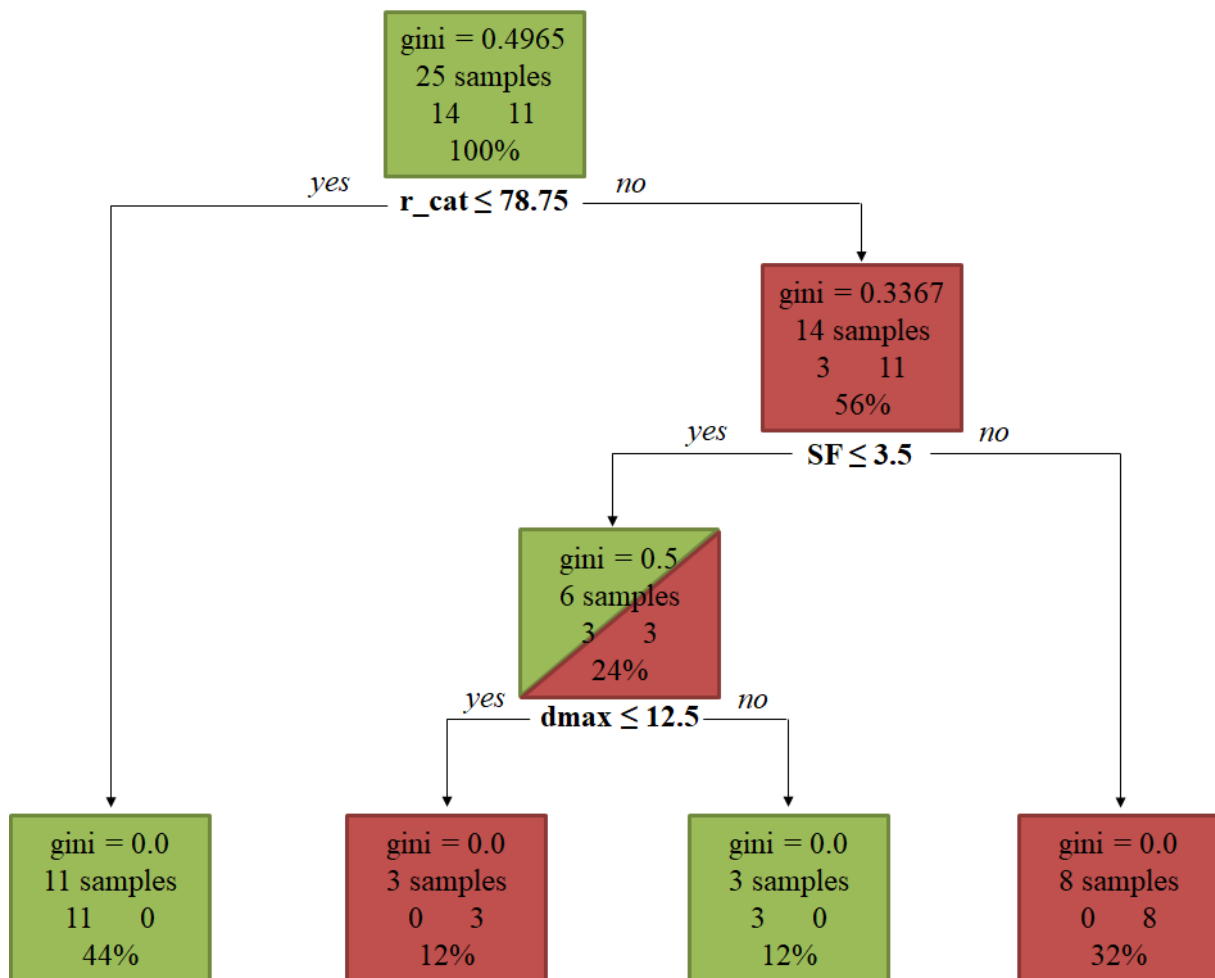 gini = 0.4965
25 samples
14 11
100%
yes
r_cat ≤ 78.75
no
gini = 0.3367
14 samples
3 11
56%
yes
SF ≤ 3.5
no
gini = 0.5
6 samples
3 3
24%
yes
dmax ≤ 12.5
no
gini = 0.0
11 samples
11 0
44%
gini = 0.0
3 samples
0 3
12%
gini = 0.0
3 samples
3 0
12%
gini = 0.0
8 samples
0 8
32%